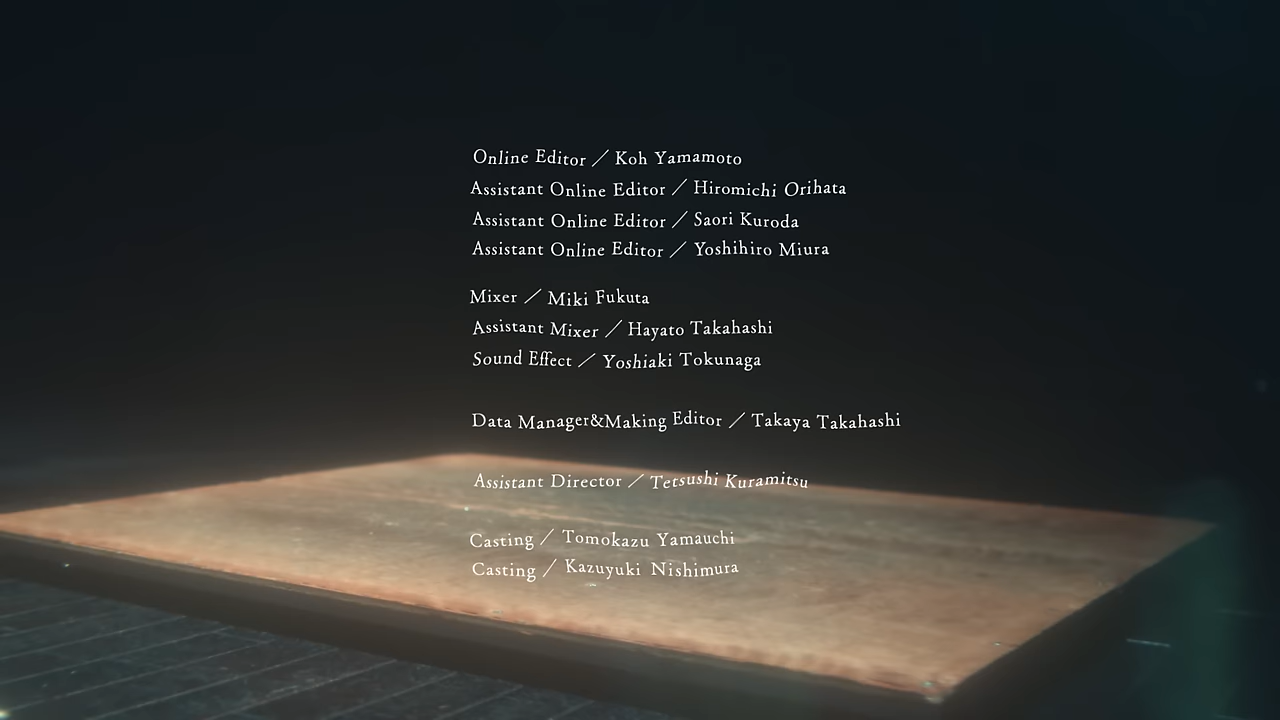 Online Editor／Koh Yamamoto
Assistant Online Editor／Hiromichi Orihata
Assistant Online Editor／Saori Kuroda
Assistant Online Editor／Yoshihiro Miura
Mixer／Miki Fukuta
Assistant Mixer／Hayato Takahashi
Sound Effect／Yoshiaki Tokunaga
Data Manager&Making Editor／Takaya Takahashi
Assistant Director／Tetsushi Kuramitsu
Casting／Tomokazu Yamauchi
Casting／Kazuyuki Nishimura